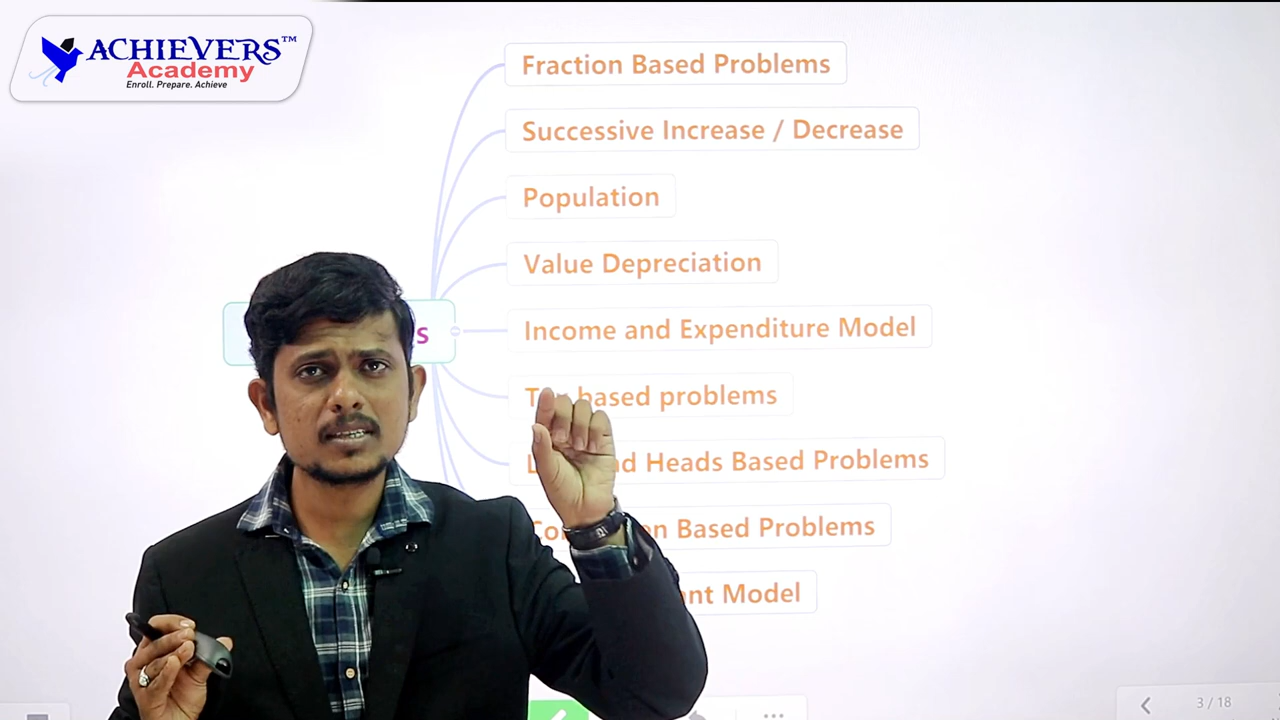 ACHIEVERS™
Academy
Enroll. Prepare. Achieve
Fraction Based Problems
Successive Increase / Decrease
Population
Value Depreciation
s
Income and Expenditure Model
based problems
Heads Based Problems
Based Problems
Model
3 / 18